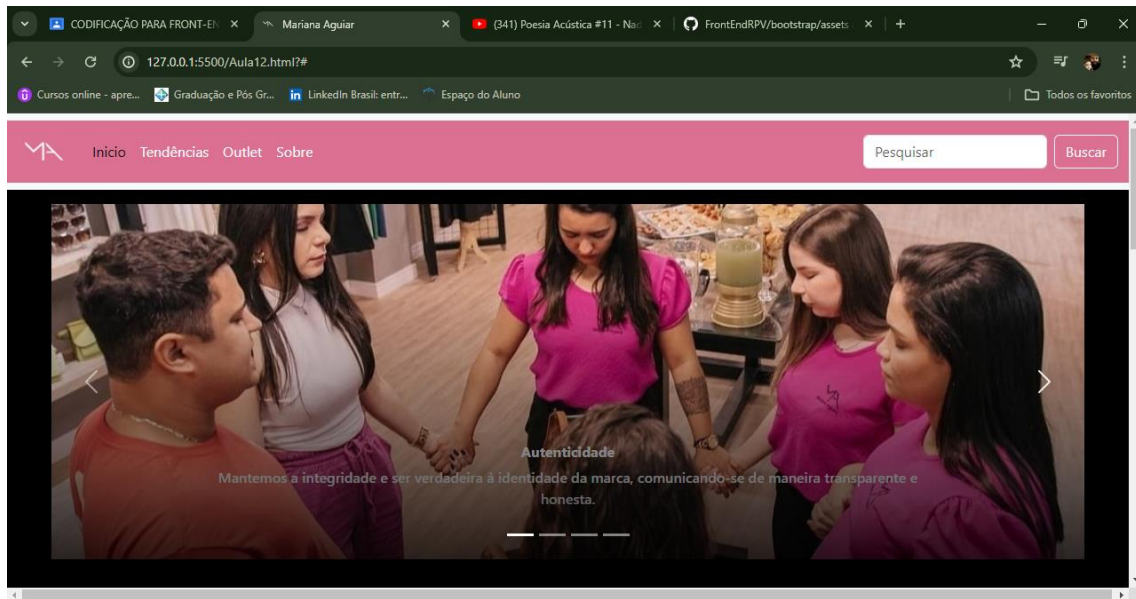 CODIFICAÇÃO PARA FRONT-EN
Mariana Aguiar
(341) Poesia Acústica #11 - Nad
FrontEndRPV/bootstrap/assets
127.0.0.1:5500/Aula12.html?#
Cursos online - apre...
Graduação e Pós Gr...
LinkedIn Brasil: entr...
Espaço do Aluno
Todos os favoritos
MA
Inicio
Tendências
Outlet
Sobre
Pesquisar
Buscar
Autenticidade
Mantemos a integridade e ser verdadeira à identidade da marca, comunicando-se de maneira transparente e
honesta.